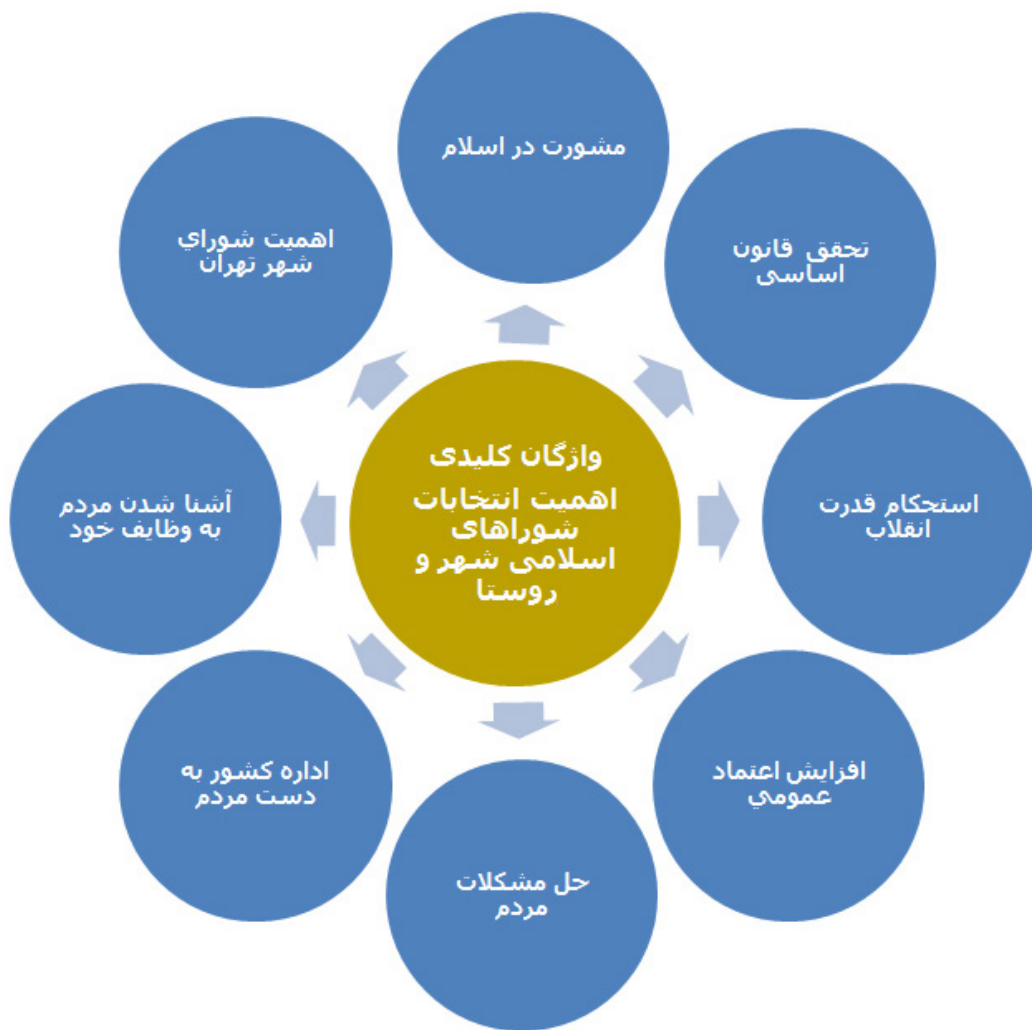 واژگان کلیدی
اهمیت انتخابات
شوراهای
اسلامی شهر و
روستا
مشورت در اسلام
تحقق قانون
اساسی
استحکام قدرت
انقلاب
افزایش اعتماد
عمومي
حل مشکلات
مردم
اداره کشور به
دست مردم
آشنا شدن مردم
به وظایف خود
اهمیت شوراي
شهر تهران